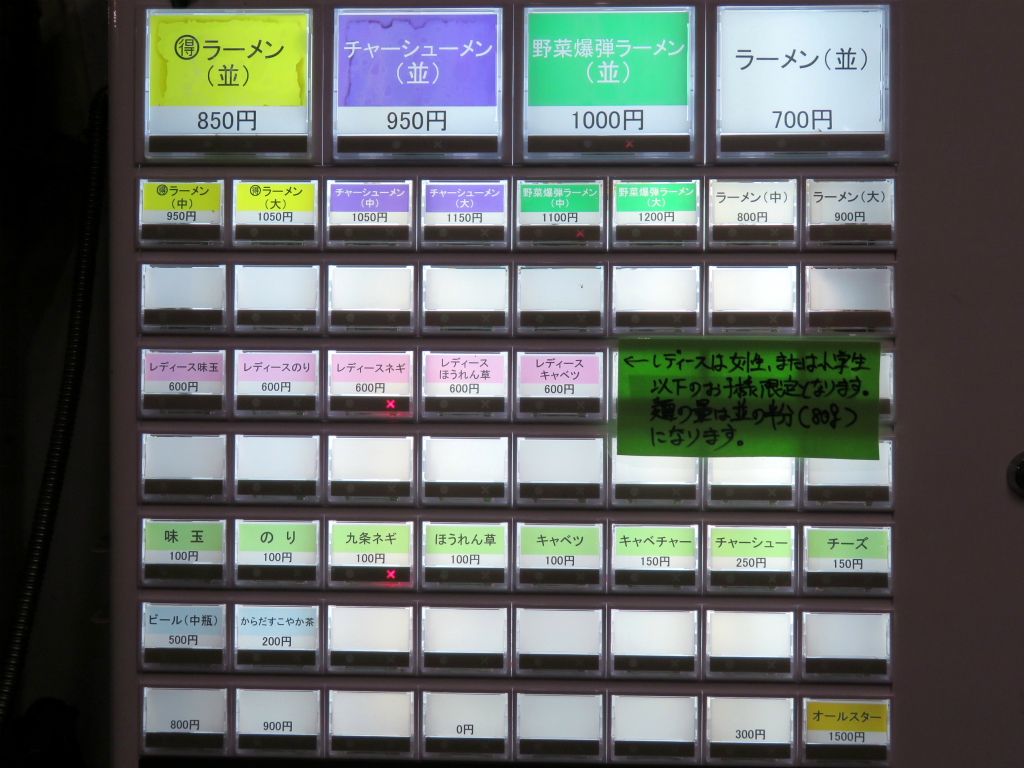 ㊝ラーメン
（並）
850円
チャーシューメン
（並）
950円
野菜爆弾ラーメン
（並）
1000円
ラーメン（並）
700円
㊝ラーメン
（中）
950円
㊝ラーメン
（大）
1050円
チャーシューメン
（中）
1050円
チャーシューメン
（大）
1150円
野菜爆弾ラーメン
（中）
1100円
野菜爆弾ラーメン
（大）
1200円
ラーメン（中）
800円
ラーメン（大）
900円
レディース味玉
600円
レディースのり
600円
レディースネギ
600円
レディース
ほうれん草
600円
レディース
キャベツ
600円
←レディースは女性、または小学生
以下のお子様限定となります。
麺の量は並の半分（80g）
になります。
味　玉
100円
の　り
100円
九条ネギ
100円
ほうれん草
100円
キャベツ
100円
キャベチャー
150円
チャーシュー
250円
チーズ
150円
ビール（中瓶）
500円
からだすこやか茶
200円
800円
900円
0円
300円
オールスター
1500円